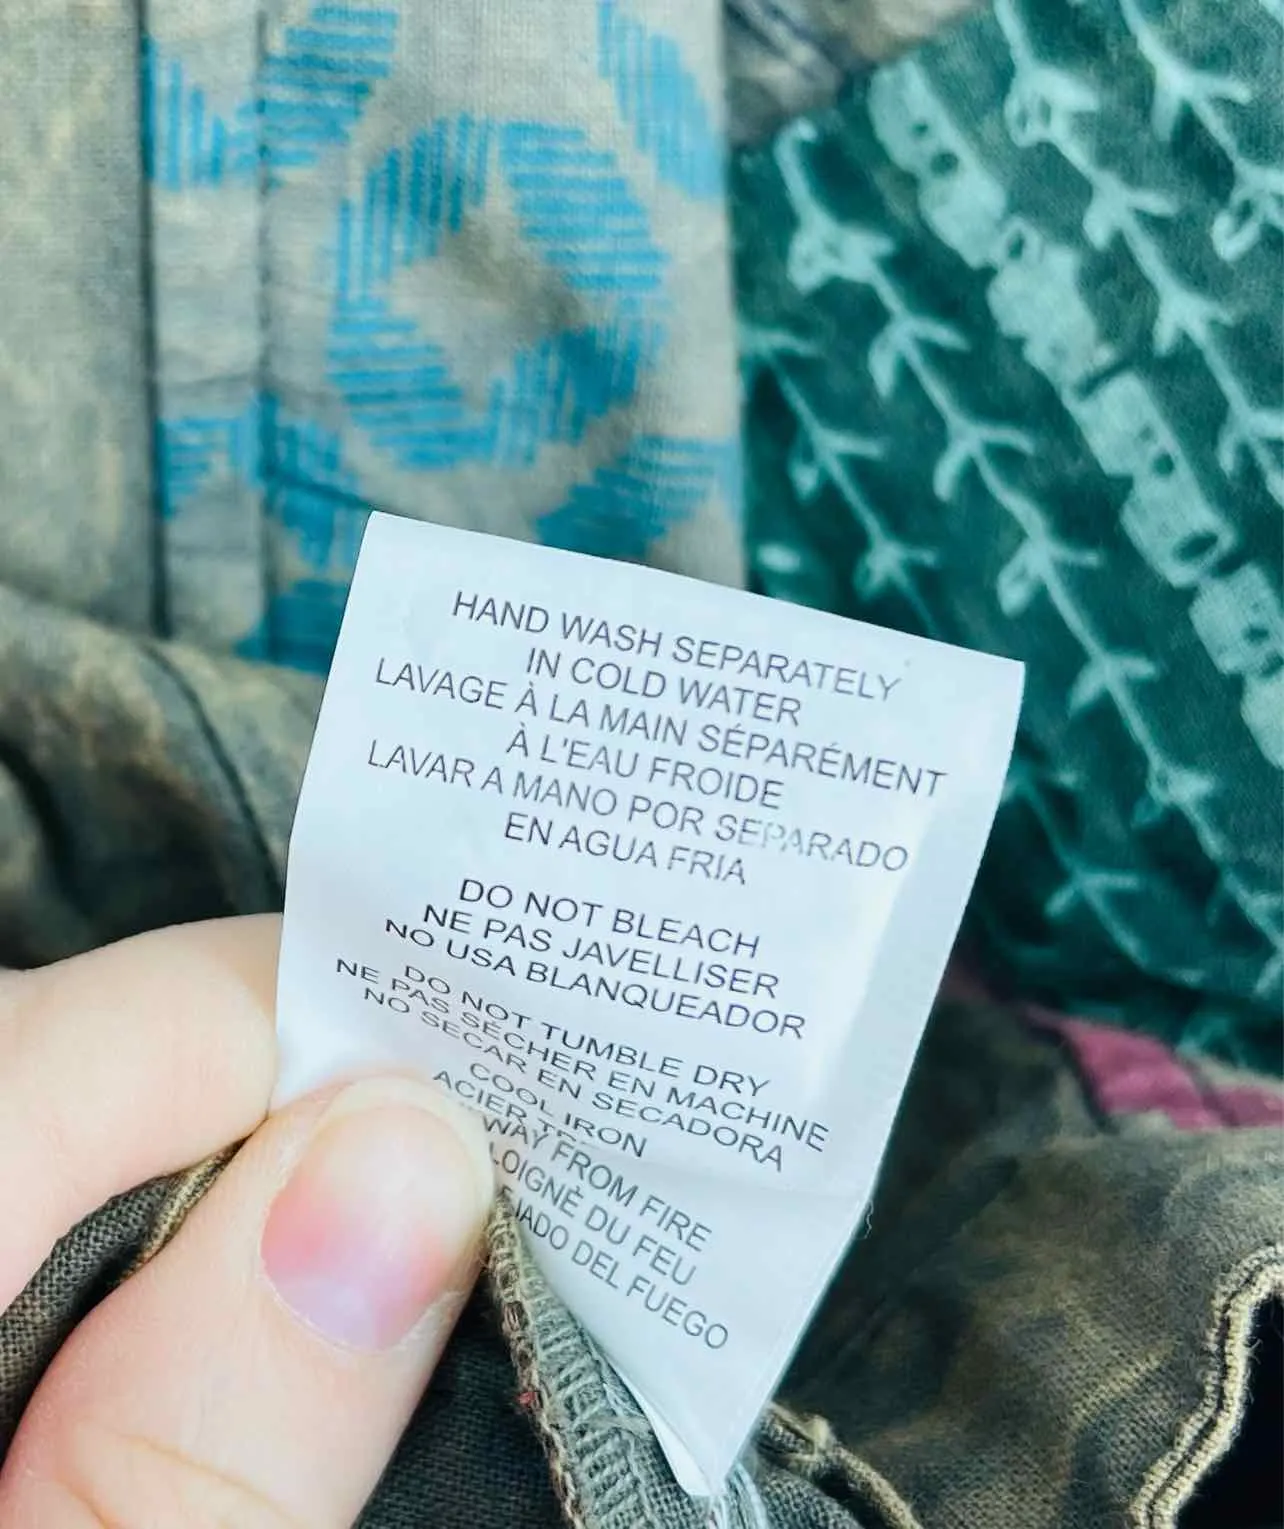 HAND WASH SEPARATELY
IN COLD WATER
LAVAGE À LA MAIN SÉPARÉMENT
À L'EAU FROIDE
LAVAR A MANO POR SEPARADO
EN AGUA FRIA
DO NOT BLEACH
NE PAS JAVELLISER
NO USA BLANQUEADOR
DO NOT TUMBLE DRY
NE PAS SÉCHER EN MACHINE
NO SECAR EN SECADORA
COOL IRON
ACIER
FROM FIRE
DU FEU
DEL FUEGO